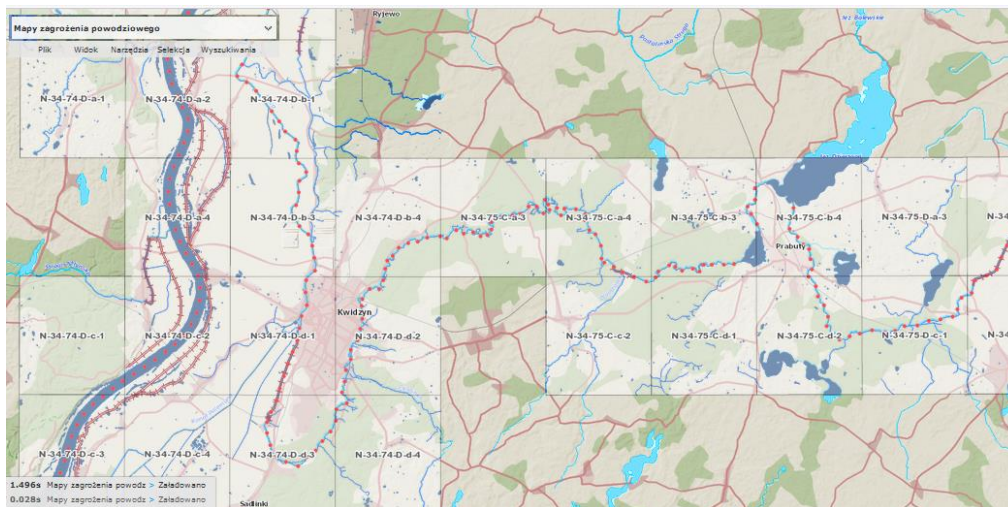 Ryjewo
Mapy zagrożenia powodziowego
Plik Widok Narzędzia Selekcja Wyszukiwania
N-34-74-D-a-1
N-34-74-D-a-2
N-34-74-D-b-1
N-34-74-D-a-4
N-34-74-D-b-3
N-34-74-D-b-4
N-34-75-C-a-3
N-34-75-C-a-4
N-34-75-C-b-3
N-34-75-C-b-4
N-34-75-D-a-3
Prabuty
Kwidzyn
N-34-74-D-c-1
N-34-74-D-c-2
N-34-74-D-d-1
N-34-74-D-d-2
N-34-75-C-c-2
N-34-75-C-d-1
N-34-75-C-d-2
N-34-75-D-c-1
N-34-74-D-c-3
N-34-74-D-c-4
N-34-74-D-d-3
N-34-74-D-d-4
1.496s Mapy zagrożenia powodz > Załadowano
0.028s Mapy zagrożenia powodz > Załadowano
Sadlinki